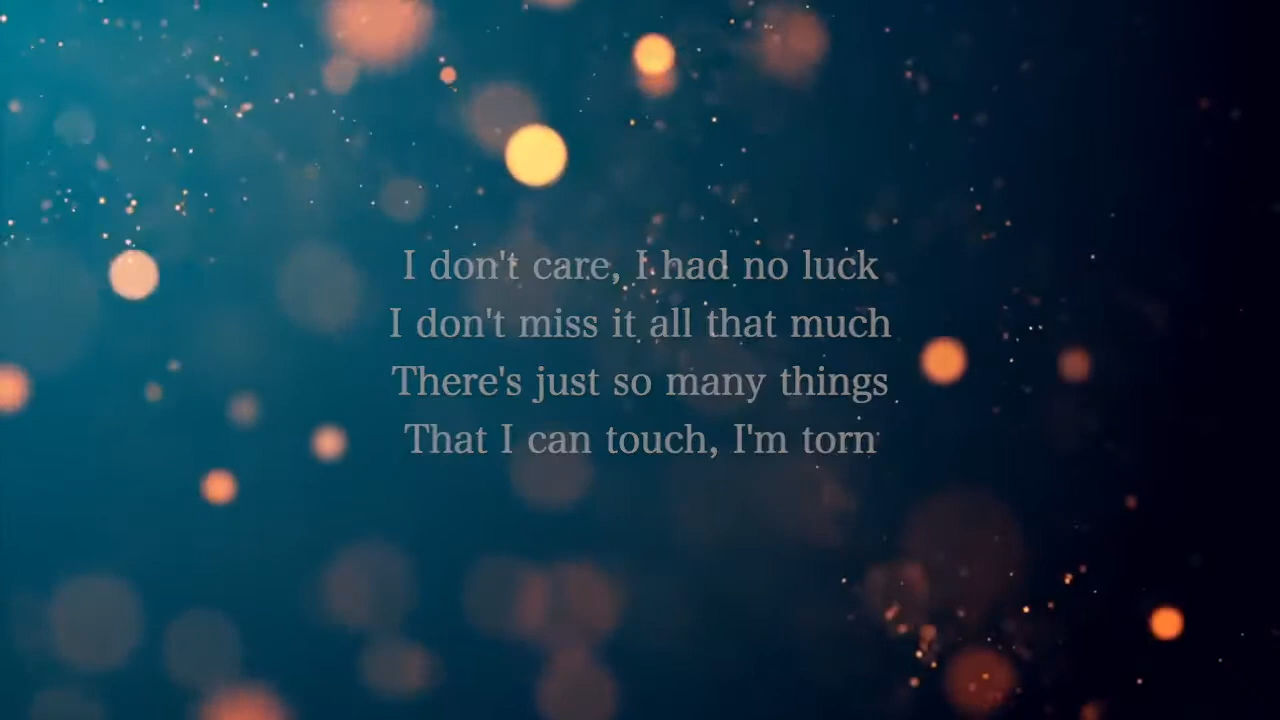 I don't care, I had no luck
I don't miss it all that much
There's just so many things
That I can touch, I'm torn